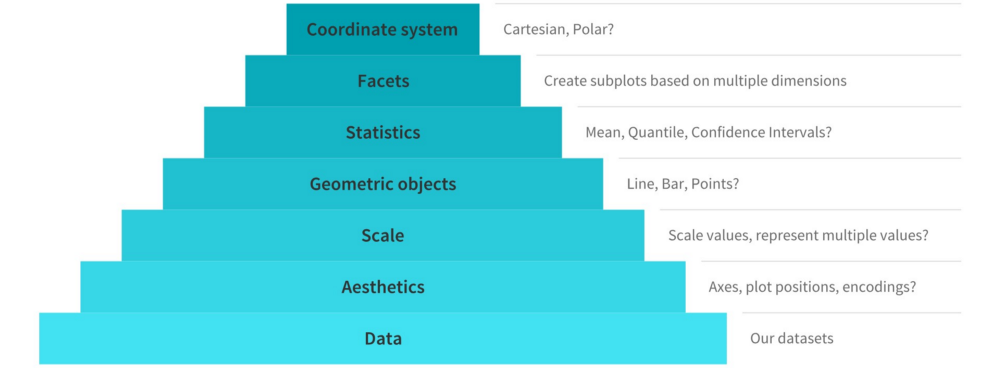 Coordinate system
Cartesian, Polar?
Facets
Create subplots based on multiple dimensions
Statistics
Mean, Quantile, Confidence Intervals?
Geometric objects
Line, Bar, Points?
Scale
Scale values, represent multiple values?
Aesthetics
Axes, plot positions, encodings?
Data
Our datasets